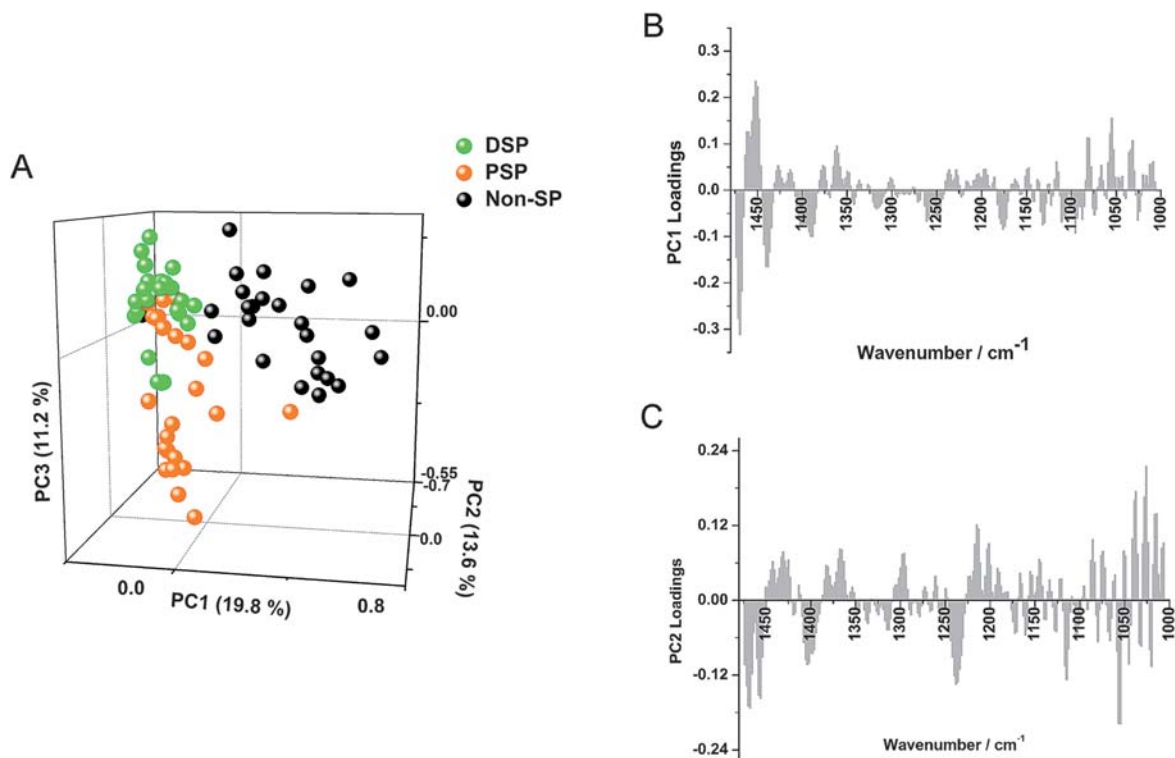 A
DSP
PSP
Non-SP
PC3 (11.2 %)
0.00
-0.55
-0.7
0.0
PC2 (13.6 %)
0.0
0.8
PC1 (19.8 %)
B
PC1 Loadings
0.3
0.2
0.1
0.0
-0.1
-0.2
-0.3
1450
1400
1350
1300
1250
1200
1150
1100
1050
1000
Wavenumber / cm⁻¹
C
PC2 Loadings
0.24
0.12
0.00
-0.12
-0.24
1450
1400
1350
1300
1250
1200
1150
1100
1050
1000
Wavenumber / cm⁻¹